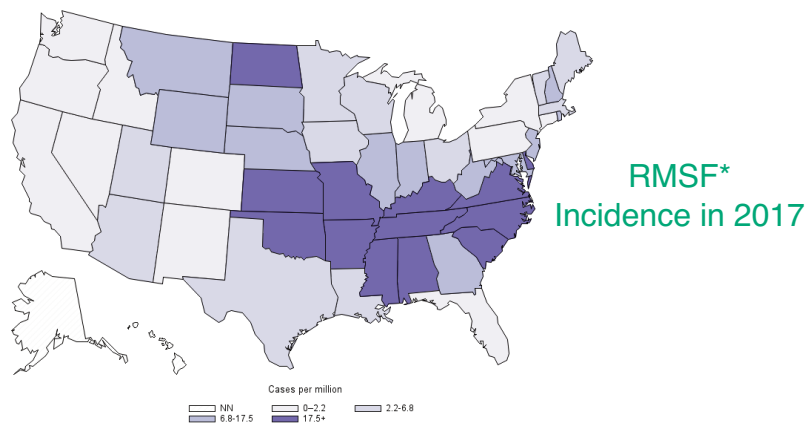 RMSF*
Incidence in 2017
Cases per million
NN 0–2.2 2.2-6.8
6.8-17.5 17.5+